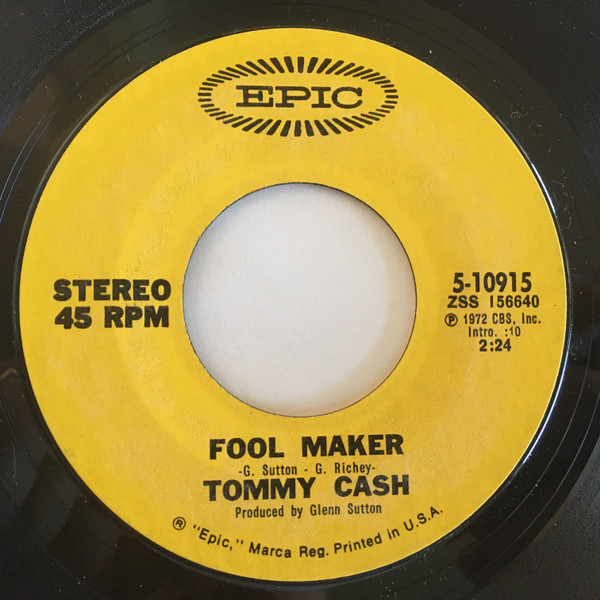 EPIC
STEREO
45 RPM
5-10915
ZSS 156640
℗ 1972 CBS, Inc.
Intro. :10
2:24
FOOL MAKER
-G. Sutton - G. Richey-
TOMMY CASH
Produced by Glenn Sutton
® "Epic," Marca Reg. Printed in U.S.A.